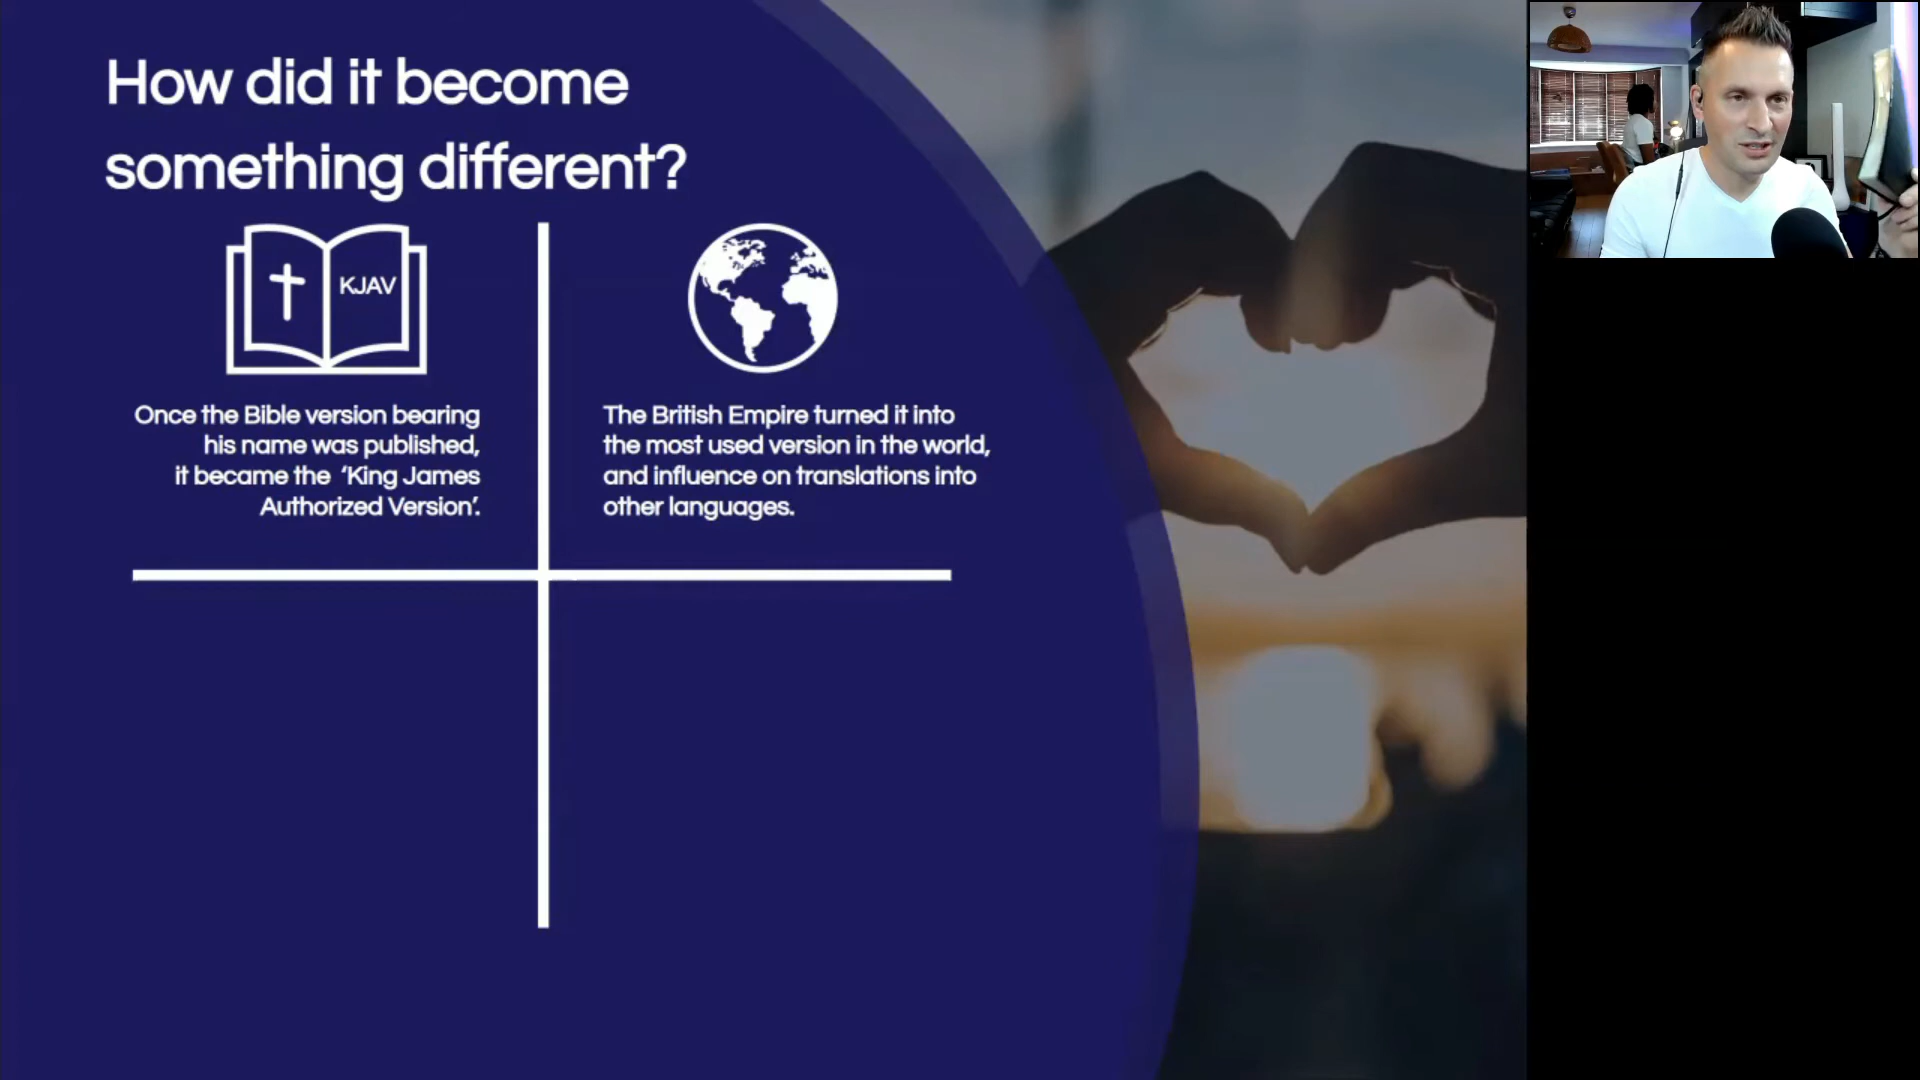 How did it become
something different?
KJAV
Once the Bible version bearing
his name was published,
it became the ‘King James
Authorized Version’.
The British Empire turned it into
the most used version in the world,
and influence on translations into
other languages.